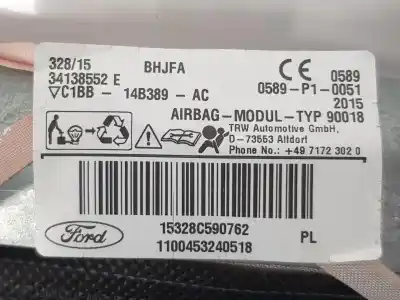 328/15 BHJFA CE 0589
34138552 E 0589-P1-0051
▽C1BB - 14B389 - AC 2015
AIRBAG-MODUL-TYP 90018
TRW Automotive GmbH,
D-73553 Alfdorf
Phone No.: +49 7172 302 0
Ford
15328C590762 PL
1100453240518